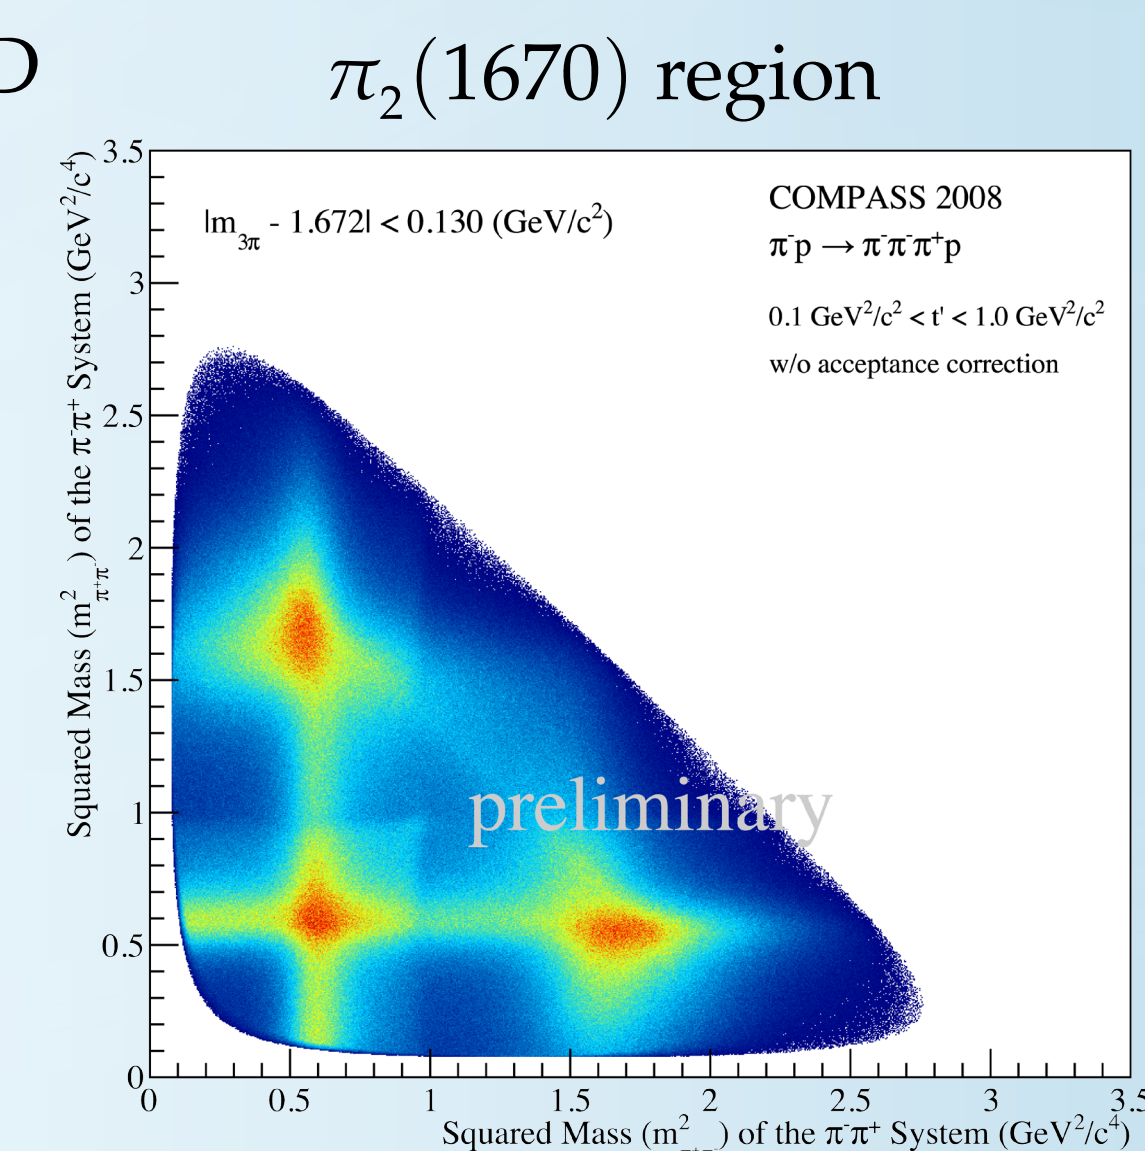 D
π₂(1670) region
Squared Mass (m²π⁺π⁻) of the π⁻π⁺ System (GeV²/c⁴)
3.5
3
2.5
2
1.5
1
0.5
0
|m₃π - 1.672| < 0.130 (GeV/c²)
COMPASS 2008
π⁻p → π⁻π⁻π⁺p
0.1 GeV²/c² < t' < 1.0 GeV²/c²
w/o acceptance correction
preliminary
0 0.5 1 1.5 2 2.5 3 3.5
Squared Mass (m²) of the π⁻π⁺ System (GeV²/c⁴)